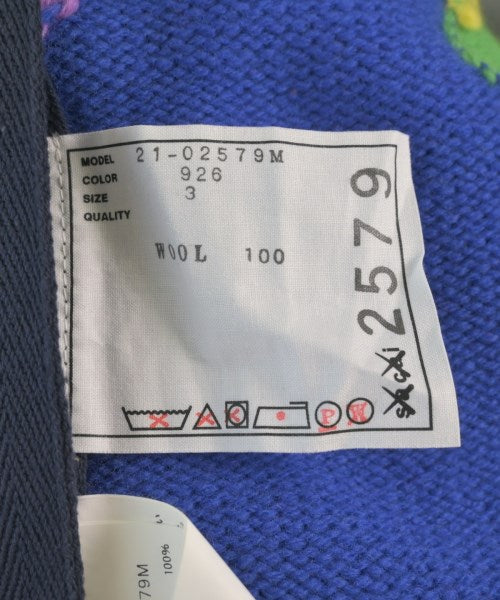 MODEL 21-02579M
COLOR 926
SIZE 3
QUALITY
WOOL 100
2579
P
W
79M
100%